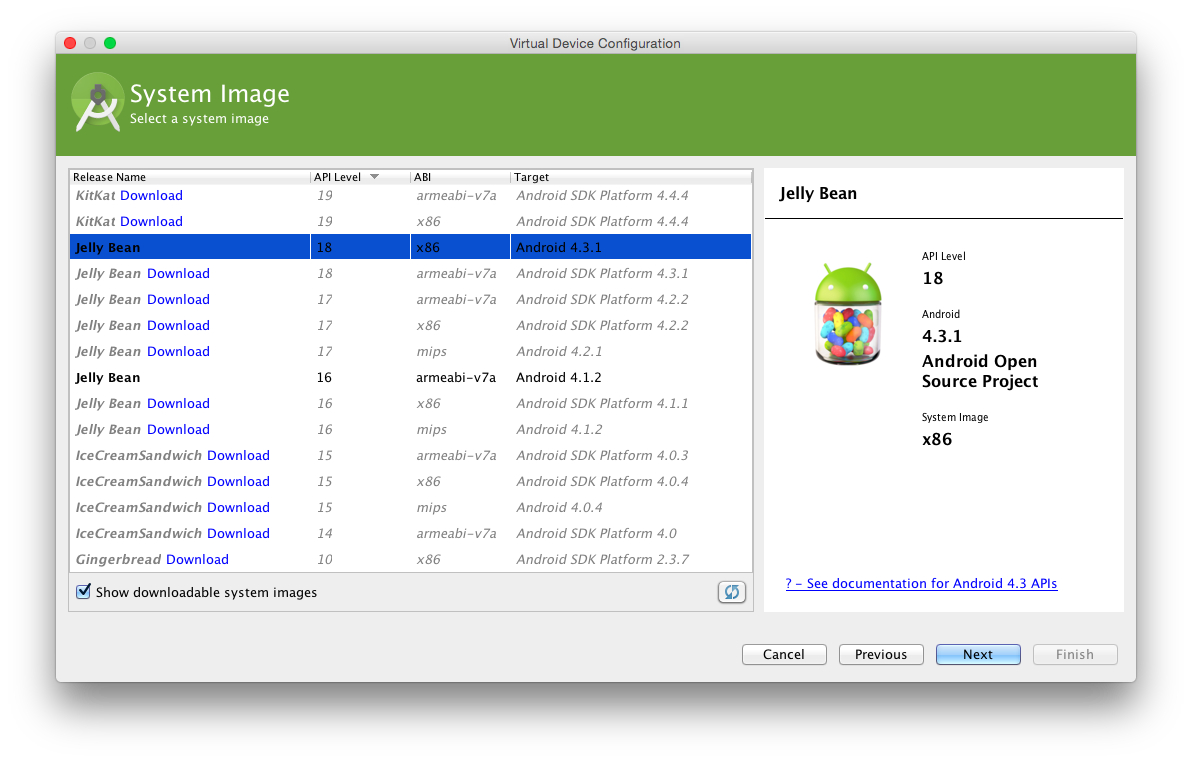 Virtual Device Configuration
System Image
Select a system image
Release Name API Level ABI Target
KitKat Download 19 armeabi-v7a Android SDK Platform 4.4.4
KitKat Download 19 x86 Android SDK Platform 4.4.4
Jelly Bean 18 x86 Android 4.3.1
Jelly Bean Download 18 armeabi-v7a Android SDK Platform 4.3.1
Jelly Bean Download 17 armeabi-v7a Android SDK Platform 4.2.2
Jelly Bean Download 17 x86 Android SDK Platform 4.2.2
Jelly Bean Download 17 mips Android 4.2.1
Jelly Bean 16 armeabi-v7a Android 4.1.2
Jelly Bean Download 16 x86 Android SDK Platform 4.1.1
Jelly Bean Download 16 mips Android 4.1.2
IceCreamSandwich Download 15 armeabi-v7a Android SDK Platform 4.0.3
IceCreamSandwich Download 15 x86 Android SDK Platform 4.0.4
IceCreamSandwich Download 15 mips Android 4.0.4
IceCreamSandwich Download 14 armeabi-v7a Android SDK Platform 4.0
Gingerbread Download 10 x86 Android SDK Platform 2.3.7
Show downloadable system images
Jelly Bean
API Level
18
Android
4.3.1
Android Open
Source Project
System Image
x86
? – See documentation for Android 4.3 APIs
Cancel Previous Next Finish